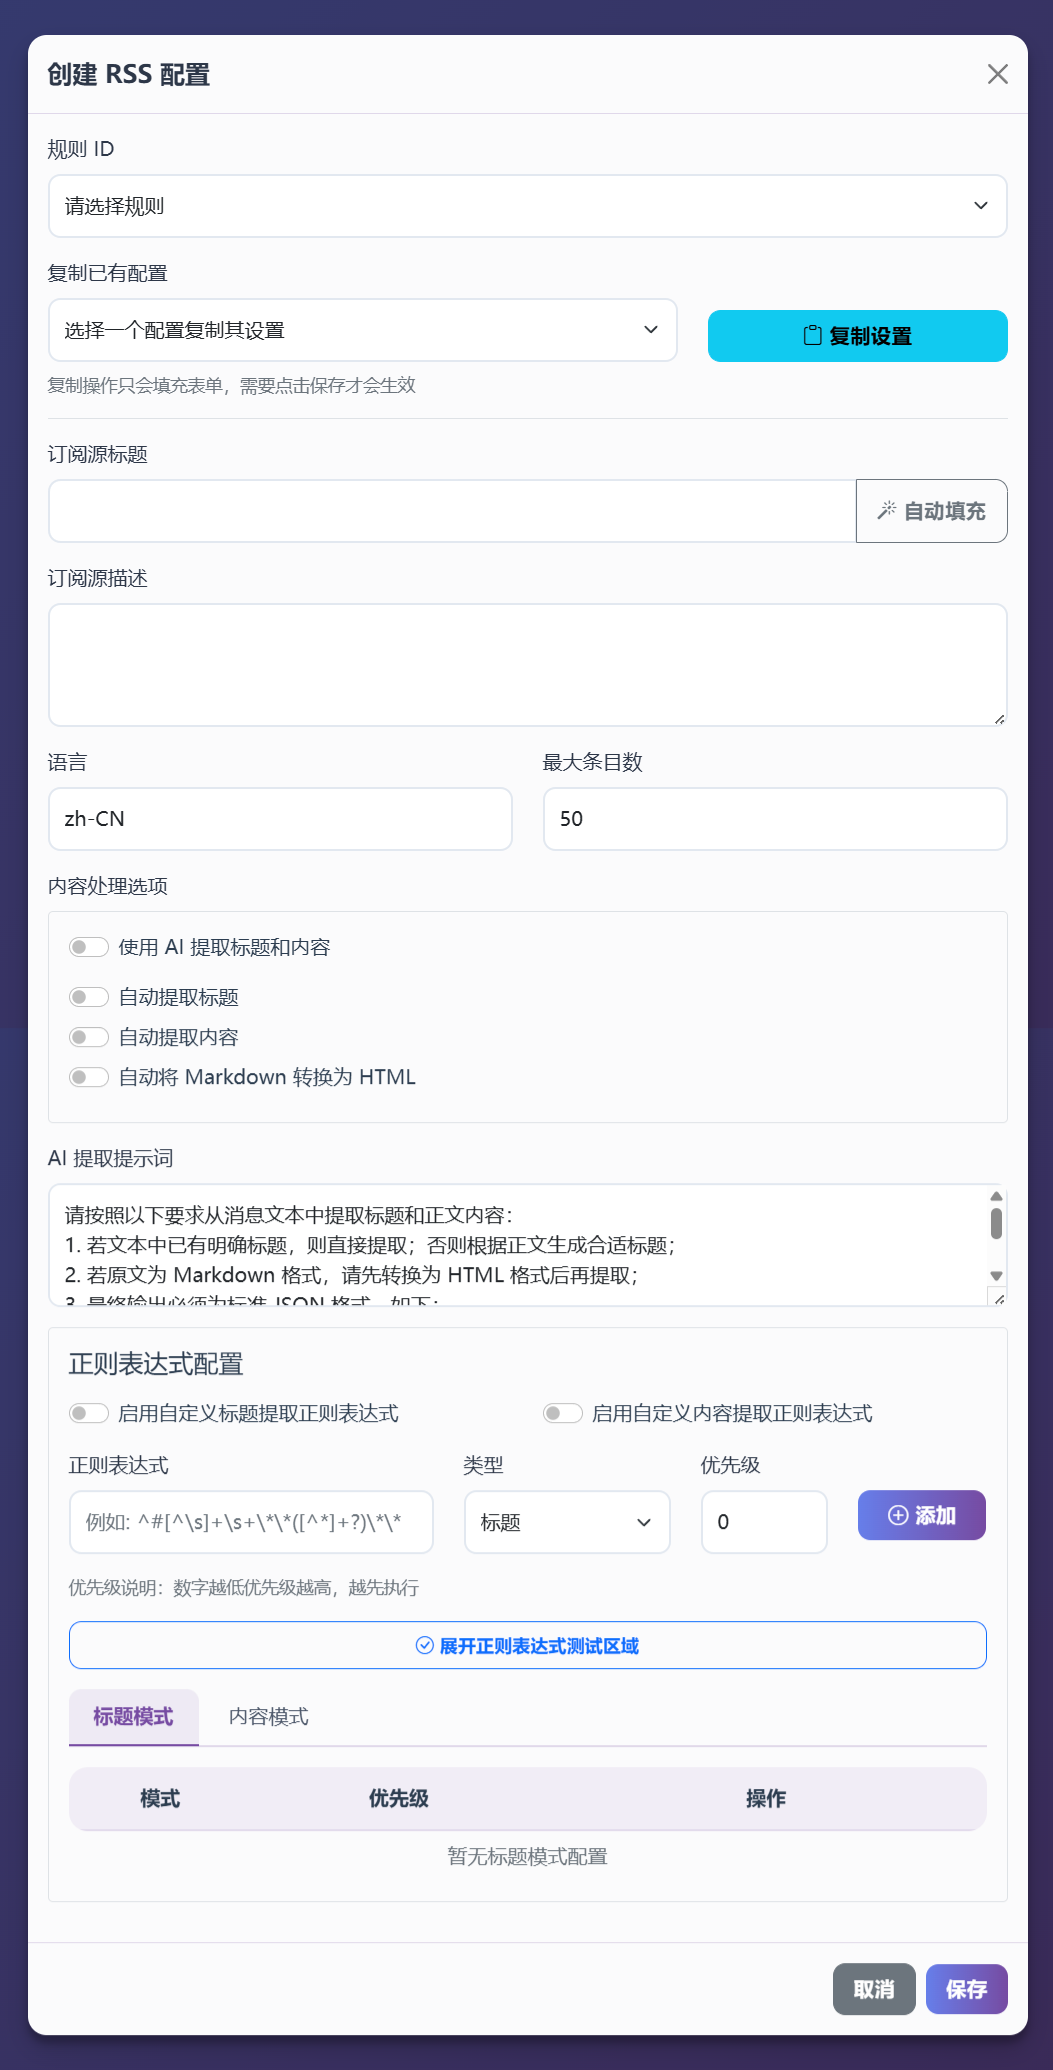 创建 RSS 配置
规则 ID
请选择规则
复制已有配置
选择一个配置复制其设置
复制设置
复制操作只会填充表单，需要点击保存才会生效
订阅源标题
自动填充
订阅源描述
语言
最大条目数
zh-CN
50
内容处理选项
使用 AI 提取标题和内容
自动提取标题
自动提取内容
自动将 Markdown 转换为 HTML
AI 提取提示词
请按照以下要求从消息文本中提取标题和正文内容：
1. 若文本中已有明确标题，则直接提取；否则根据正文生成合适标题；
2. 若原文为 Markdown 格式，请先转换为 HTML 格式后再提取；
3. 最终输出必须为标准 JSON 格式，如下：
正则表达式配置
启用自定义标题提取正则表达式
启用自定义内容提取正则表达式
正则表达式
类型
优先级
例如: ^#[^\s]+\s+\*\*([^*]+?)\*\*
标题
0
添加
优先级说明：数字越低优先级越高，越先执行
展开正则表达式测试区域
标题模式
内容模式
模式
优先级
操作
暂无标题模式配置
取消
保存